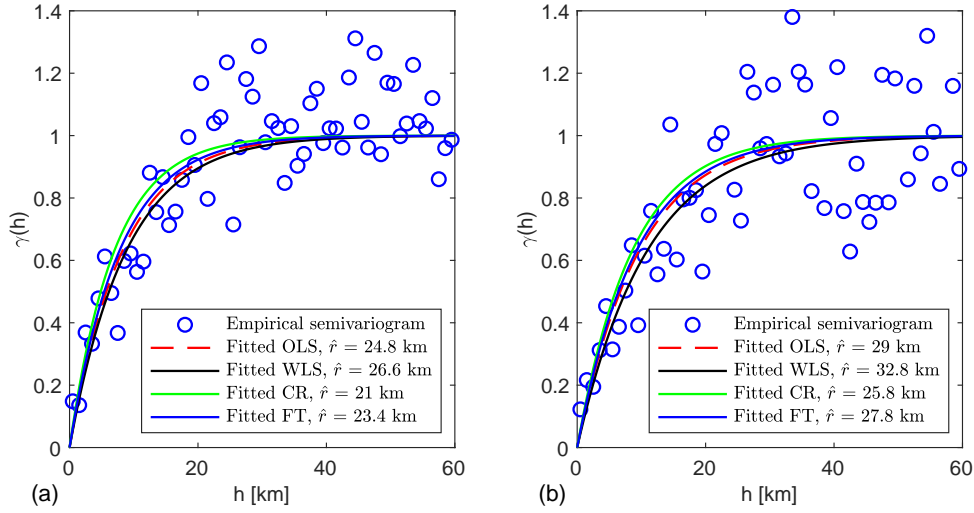 1.4
1.2
1
0.8
0.6
0.4
0.2
0
γ(h)
Empirical semivariogram
Fitted OLS, r̂ = 24.8 km
Fitted WLS, r̂ = 26.6 km
Fitted CR, r̂ = 21 km
Fitted FT, r̂ = 23.4 km
0 20 40 60
(a) h [km]
1.4
1.2
1
0.8
0.6
0.4
0.2
0
γ(h)
Empirical semivariogram
Fitted OLS, r̂ = 29 km
Fitted WLS, r̂ = 32.8 km
Fitted CR, r̂ = 25.8 km
Fitted FT, r̂ = 27.8 km
0 20 40 60
(b) h [km]